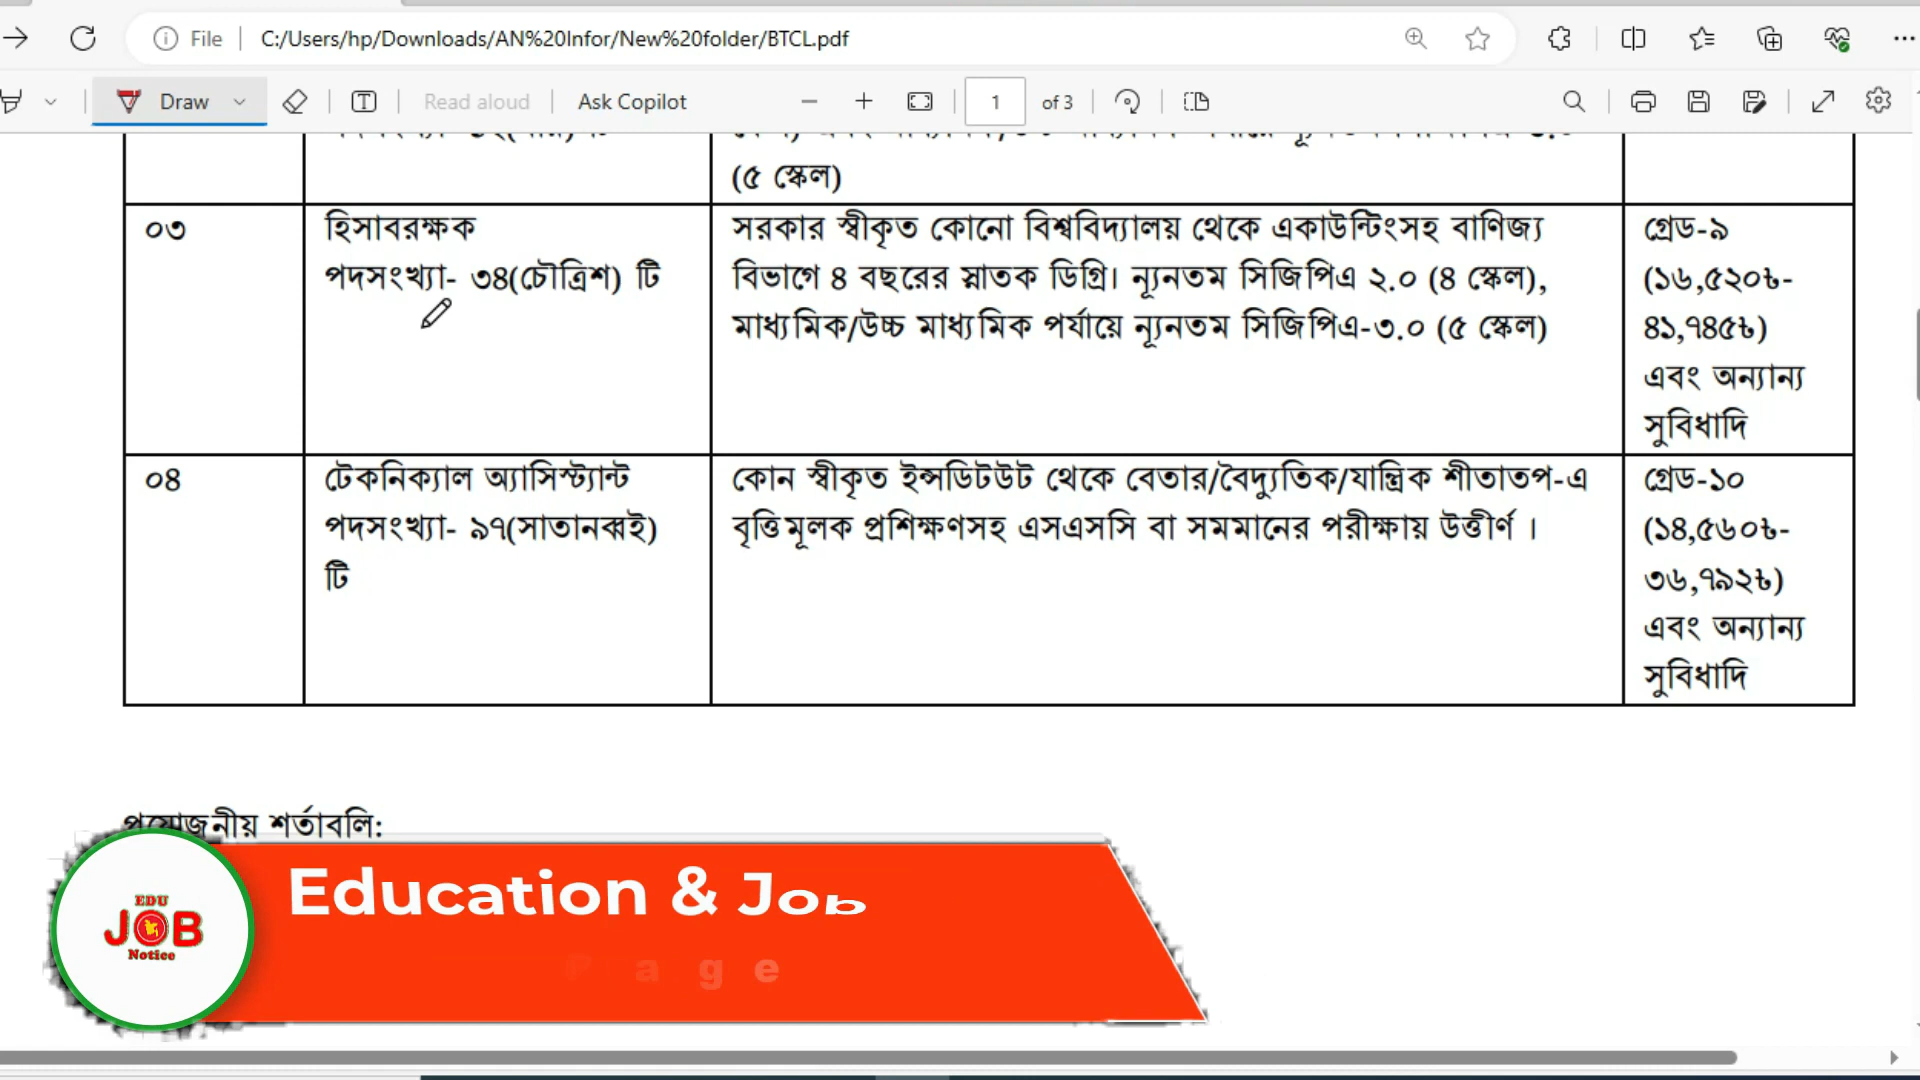 File
C:/Users/hp/Downloads/AN%20Infor/New%20folder/BTCL.pdf
Draw
Read aloud
Ask Copilot
1
of 3
(৫ স্কেল)
০৩
হিসাবরক্ষক
পদসংখ্যা- ৩৪(চৌত্রিশ) টি
সরকার স্বীকৃত কোনো বিশ্ববিদ্যালয় থেকে একাউন্টিংসহ বাণিজ্য
বিভাগে ৪ বছরের স্নাতক ডিগ্রি। ন্যূনতম সিজিপিএ ২.০ (৪ স্কেল),
মাধ্যমিক/উচ্চ মাধ্যমিক পর্যায়ে ন্যূনতম সিজিপিএ-৩.০ (৫ স্কেল)
গ্রেড-৯
(১৬,৫২০৳-
৪১,৭৪৫৳)
এবং অন্যান্য
সুবিধাদি
০৪
টেকনিক্যাল অ্যাসিস্ট্যান্ট
পদসংখ্যা- ৯৭(সাতানব্বই)
টি
কোন স্বীকৃত ইন্সডিটউট থেকে বেতার/বৈদ্যুতিক/যান্ত্রিক শীতাতপ-এ
বৃত্তিমূলক প্রশিক্ষণসহ এসএসসি বা সমমানের পরীক্ষায় উত্তীর্ণ ।
গ্রেড-১০
(১৪,৫৬০৳-
৩৬,৭৯২৳)
এবং অন্যান্য
সুবিধাদি
প্রয়োজনীয় শর্তাবলি:
EDU
JOB
Notice
Education & Job
Page